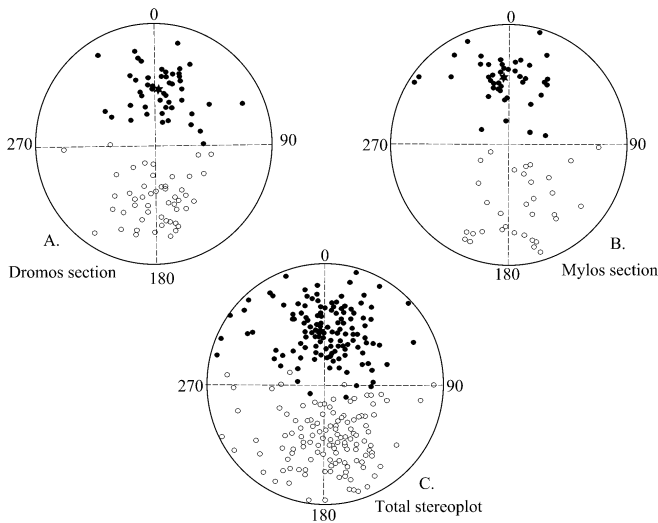 0
270
90
A.
Dromos section
180
0
270
90
B.
180
Mylos section
0
270
90
C.
Total stereoplot
180